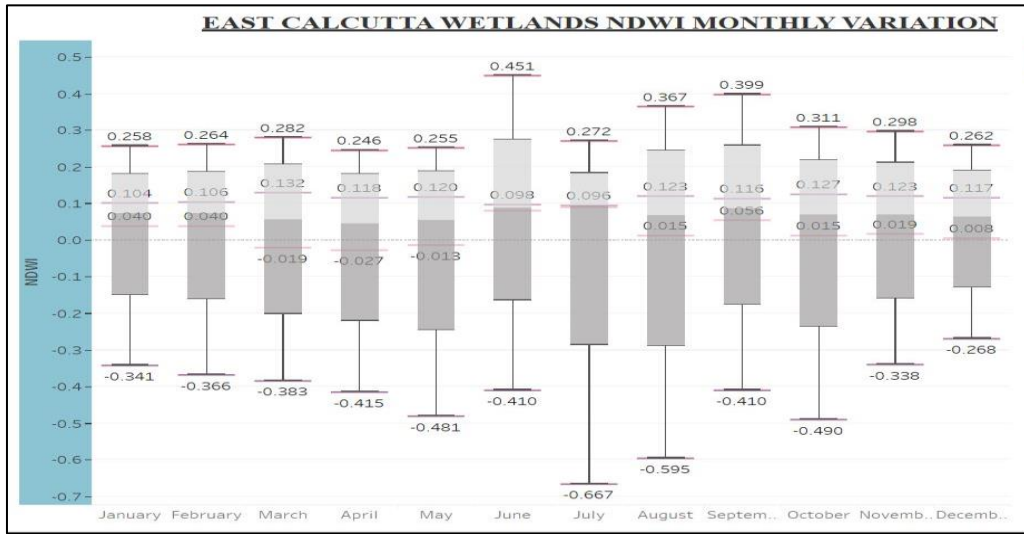 EAST CALCUTTA WETLANDS NDWI MONTHLY VARIATION
0.5
0.4
0.3
0.2
0.1
0.0
-0.1
-0.2
-0.3
-0.4
-0.5
-0.6
-0.7
NDWI
0.258 0.264 0.282 0.246 0.255 0.451 0.272 0.367 0.399 0.311 0.298 0.262
0.104 0.106 0.132 0.118 0.120 0.098 0.096 0.123 0.116 0.127 0.123 0.117
0.040 0.040 -0.019 -0.027 -0.013 0.015 0.056 0.015 0.019 0.008
-0.341 -0.366 -0.383 -0.415 -0.481 -0.410 -0.667 -0.595 -0.410 -0.490 -0.338 -0.268
January February March April May June July August Septem.. October Novemb.. Decemb..